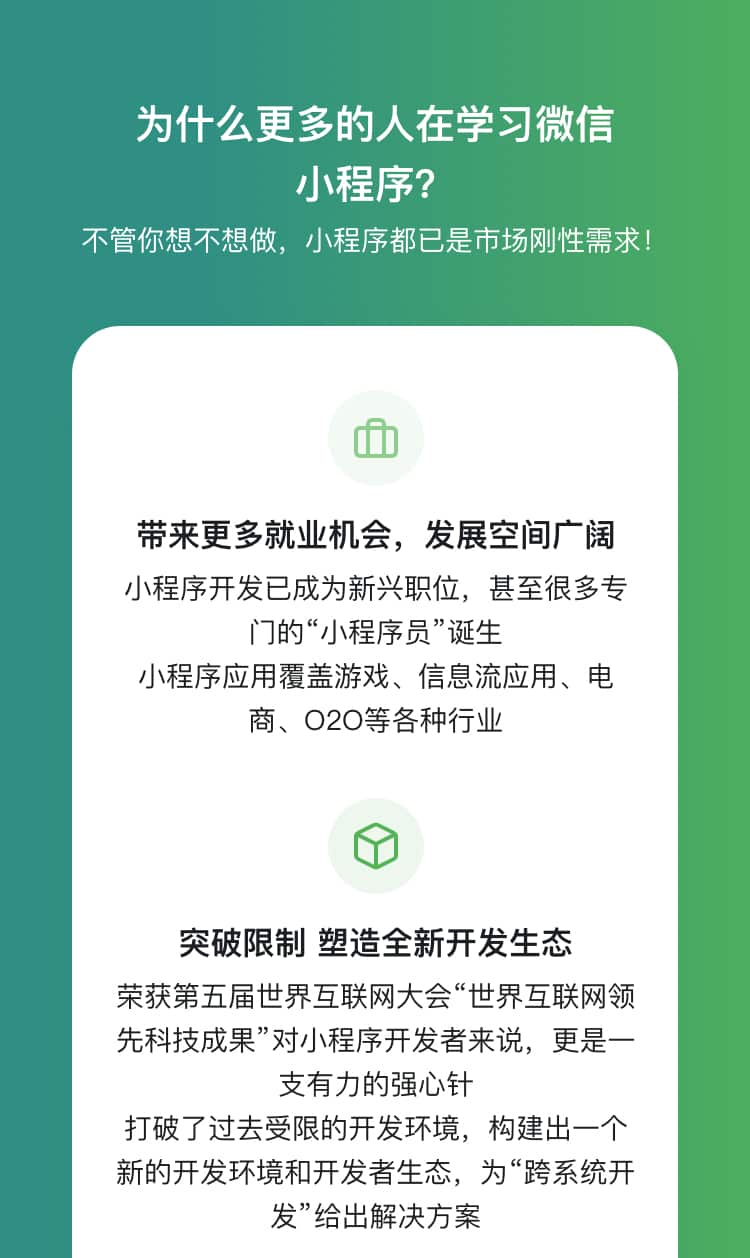 为什么更多的人在学习微信
小程序？
不管你想不想做，小程序都已是市场刚性需求！
带来更多就业机会，发展空间广阔
小程序开发已成为新兴职位，甚至很多专
门的“小程序员”诞生
小程序应用覆盖游戏、信息流应用、电
商、O2O等各种行业
突破限制 塑造全新开发生态
荣获第五届世界互联网大会“世界互联网领
先科技成果”对小程序开发者来说，更是一
支有力的强心针
打破了过去受限的开发环境，构建出一个
新的开发环境和开发者生态，为“跨系统开
发”给出解决方案